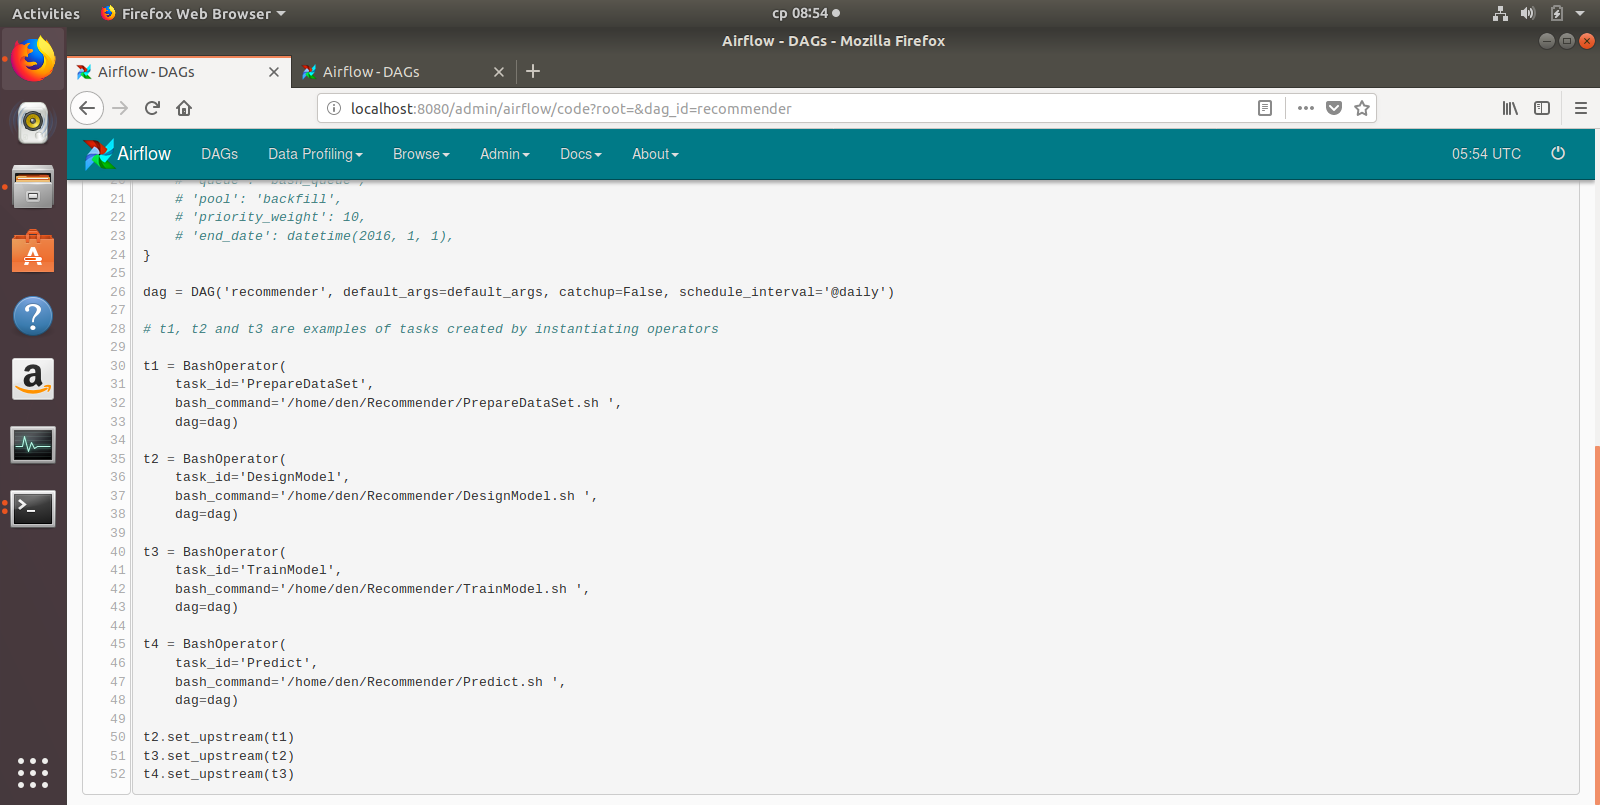 Activities
Firefox Web Browser
ср 08:54
Airflow - DAGs - Mozilla Firefox
Airflow - DAGs
Airflow - DAGs
localhost:8080/admin/airflow/code?root=&dag_id=recommender
Airflow
DAGs
Data Profiling
Browse
Admin
Docs
About
05:54 UTC
20 # 'queue': 'bash_queue',
21 # 'pool': 'backfill',
22 # 'priority_weight': 10,
23 # 'end_date': datetime(2016, 1, 1),
24 }
25
26 dag = DAG('recommender', default_args=default_args, catchup=False, schedule_interval='@daily')
27
28 # t1, t2 and t3 are examples of tasks created by instantiating operators
29
30 t1 = BashOperator(
31 task_id='PrepareDataSet',
32 bash_command='/home/den/Recommender/PrepareDataSet.sh ',
33 dag=dag)
34
35 t2 = BashOperator(
36 task_id='DesignModel',
37 bash_command='/home/den/Recommender/DesignModel.sh ',
38 dag=dag)
39
40 t3 = BashOperator(
41 task_id='TrainModel',
42 bash_command='/home/den/Recommender/TrainModel.sh ',
43 dag=dag)
44
45 t4 = BashOperator(
46 task_id='Predict',
47 bash_command='/home/den/Recommender/Predict.sh ',
48 dag=dag)
49
50 t2.set_upstream(t1)
51 t3.set_upstream(t2)
52 t4.set_upstream(t3)